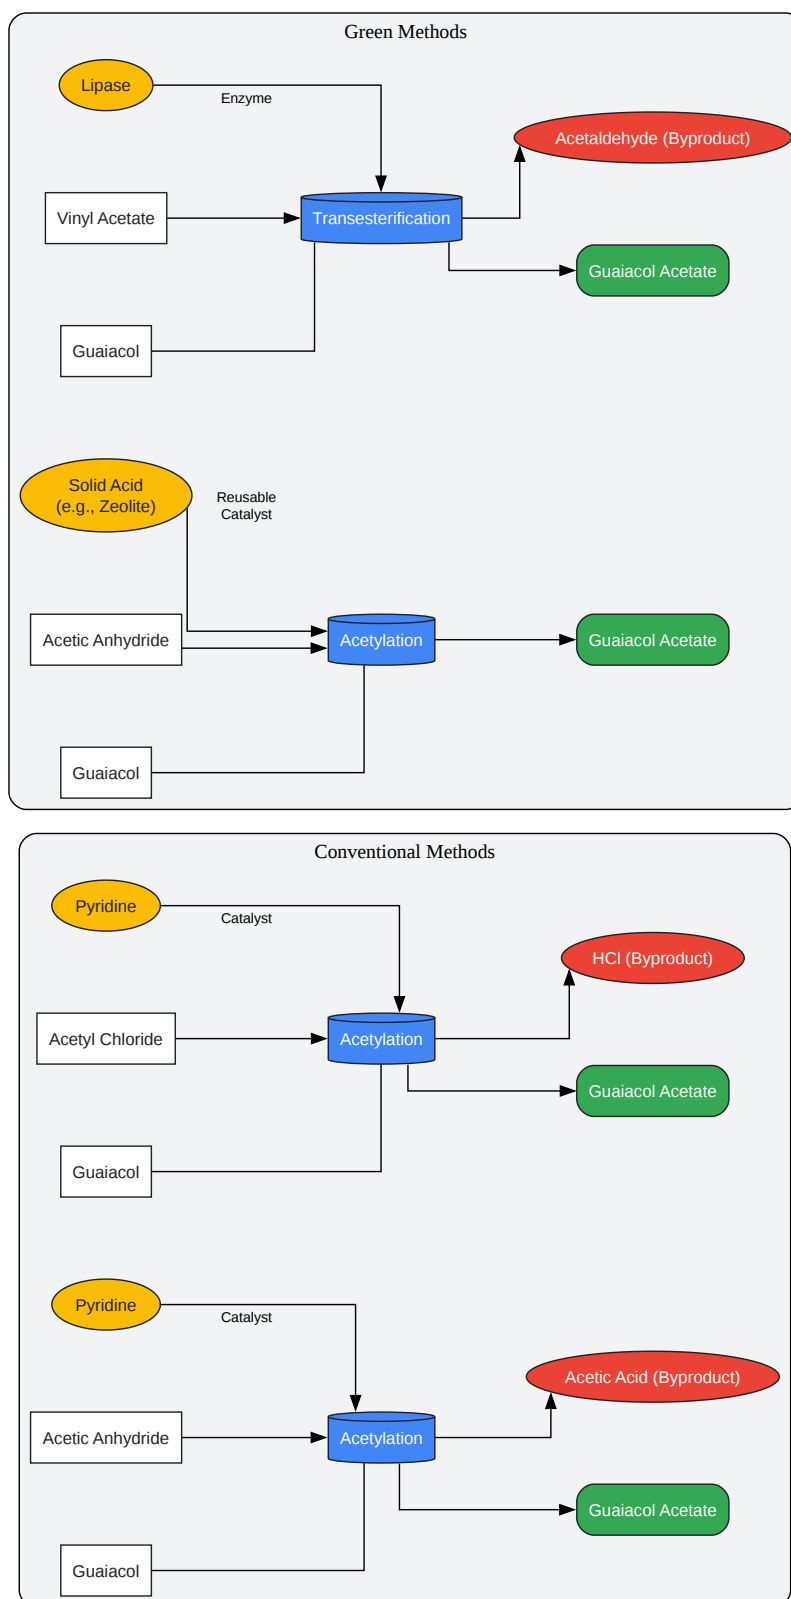 Green Methods
Lipase
Enzyme
Acetaldehyde (Byproduct)
Vinyl Acetate
Transesterification
Guaiacol Acetate
Guaiacol
Solid Acid
(e.g., Zeolite)
Reusable
Catalyst
Acetic Anhydride
Acetylation
Guaiacol Acetate
Guaiacol
Conventional Methods
Pyridine
Catalyst
HCl (Byproduct)
Acetyl Chloride
Acetylation
Guaiacol Acetate
Guaiacol
Pyridine
Catalyst
Acetic Acid (Byproduct)
Acetic Anhydride
Acetylation
Guaiacol Acetate
Guaiacol